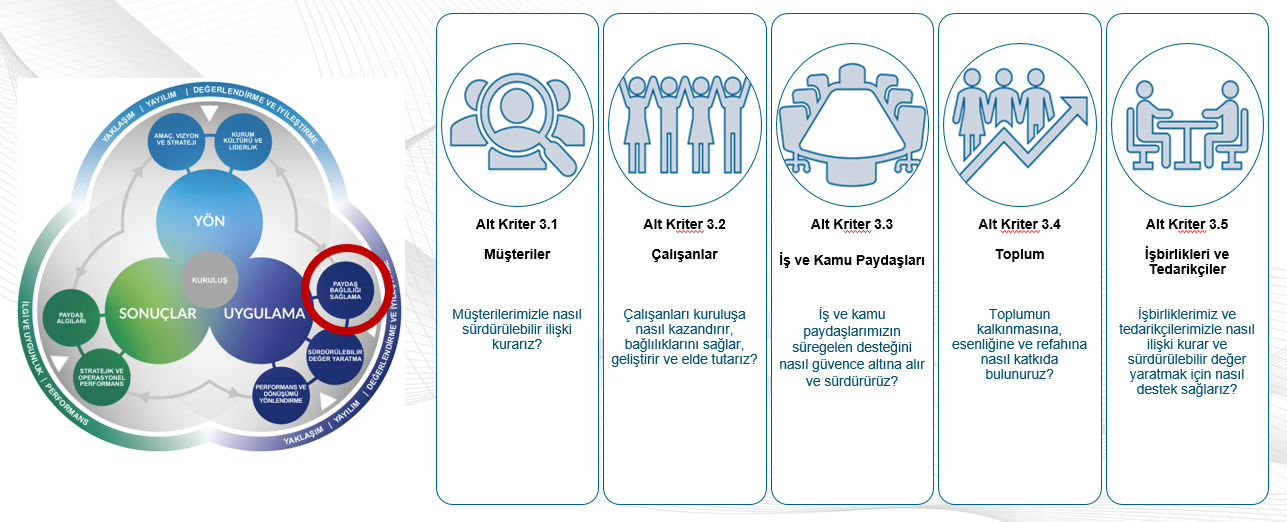 YAKLAŞIM | YAYILIM | DEĞERLENDİRME VE İYİLEŞTİRME
AMAÇ, VİZYON
VE STRATEJİ
KURUM
KÜLTÜRÜ VE
LİDERLİK
YÖN
KURULUŞ
SONUÇLAR
UYGULAMA
PAYDAŞ
BAĞLILIĞI
SAĞLAMA
PAYDAŞ
ALGILARI
SÜRDÜRÜLEBİLİR
DEĞER YARATMA
STRATEJİK VE
OPERASYONEL
PERFORMANS
PERFORMANS VE
DÖNÜŞÜMÜ
YÖNLENDİRME
İLGİ VE UYGUNLUK | PERFORMANS
YAKLAŞIM | YAYILIM | DEĞERLENDİRME VE
Alt Kriter 3.1
Müşteriler
Müşterilerimizle nasıl
sürdürülebilir ilişki
kurarız?
Alt Kriter 3.2
Çalışanlar
Çalışanları kuruluşa
nasıl kazandırır,
bağlılıklarını sağlar,
geliştirir ve elde tutarız?
Alt Kriter 3.3
İş ve Kamu Paydaşları
İş ve kamu
paydaşlarımızın
süregelen desteğini
nasıl güvence altına alır
ve sürdürürüz?
Alt Kriter 3.4
Toplum
Toplumun
kalkınmasına,
esenliğine ve refahına
nasıl katkıda
bulunuruz?
Alt Kriter 3.5
İşbirlikleri ve
Tedarikçiler
İşbirliklerimiz ve
tedarikçilerimizle nasıl
ilişki kurar ve
sürdürülebilir değer
yaratmak için nasıl
destek sağlarız?